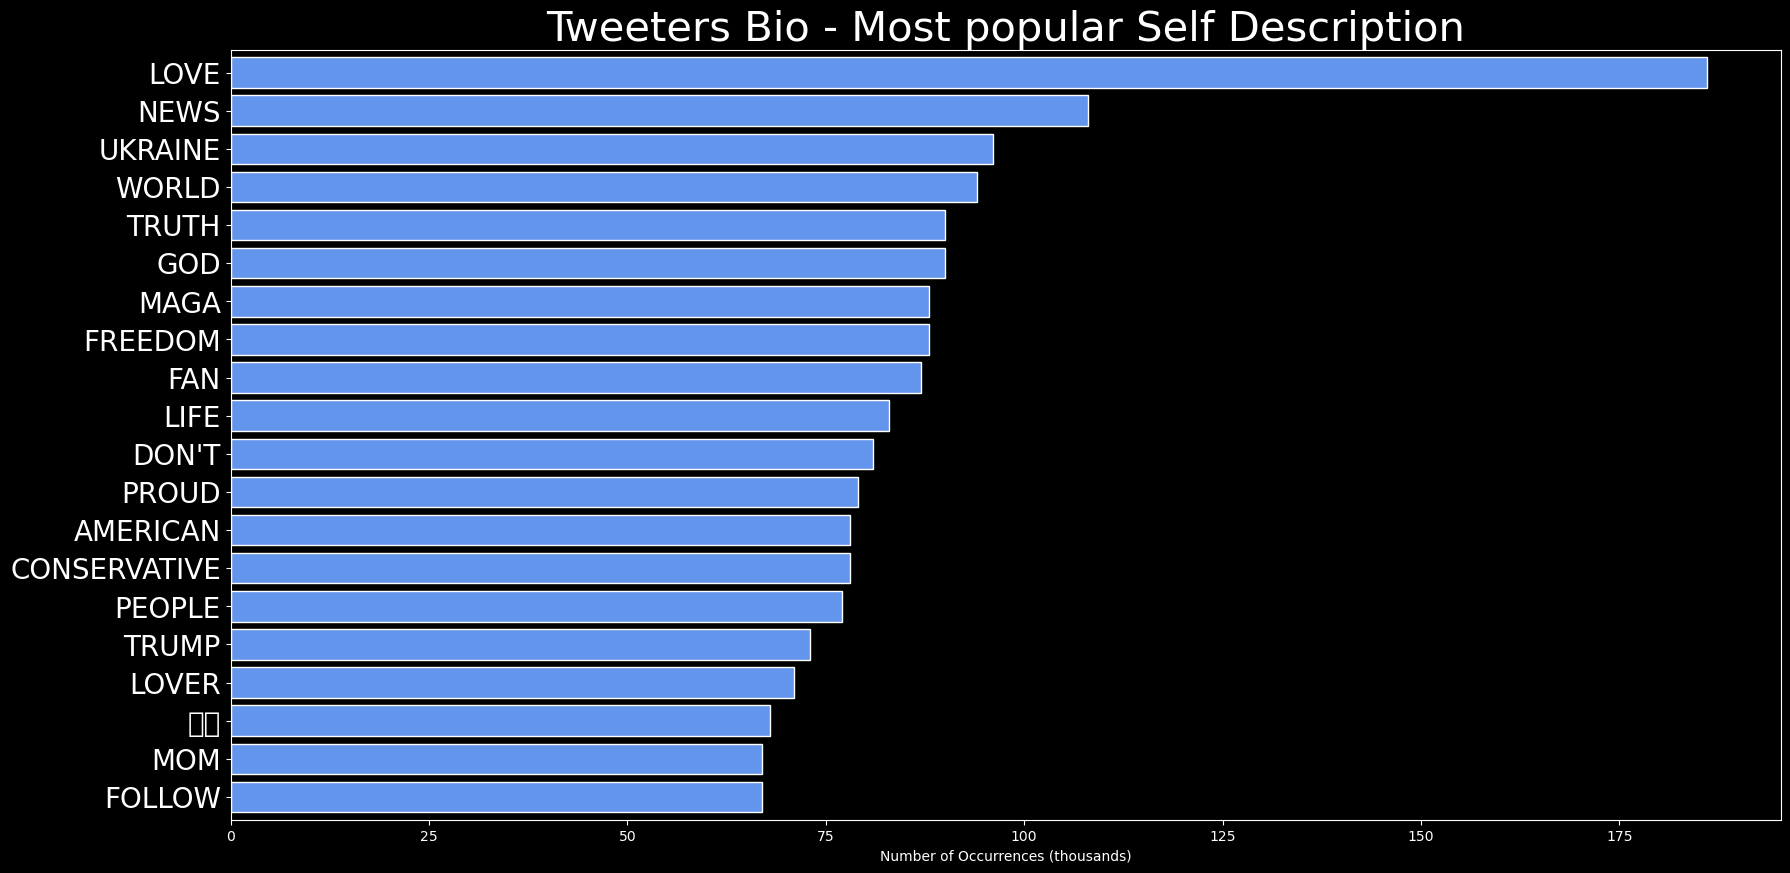 Tweeters Bio - Most popular Self Description
LOVE
NEWS
UKRAINE
WORLD
TRUTH
GOD
MAGA
FREEDOM
FAN
LIFE
DON'T
PROUD
AMERICAN
CONSERVATIVE
PEOPLE
TRUMP
LOVER
MOM
FOLLOW
0 25 50 75 100 125 150 175
Number of Occurrences (thousands)